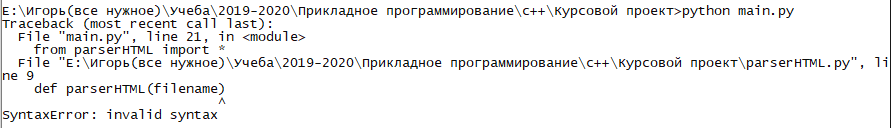 E:\Игорь(все нужное)\Учеба\2019-2020\Прикладное программирование\с++\Курсовой проект>python main.py
Traceback (most recent call last):
  File "main.py", line 21, in <module>
    from parserHTML import *
  File "E:\Игорь(все нужное)\Учеба\2019-2020\Прикладное программирование\с++\Курсовой проект\parserHTML.py", li
ne 9
    def parserHTML(filename)
                           ^
SyntaxError: invalid syntax